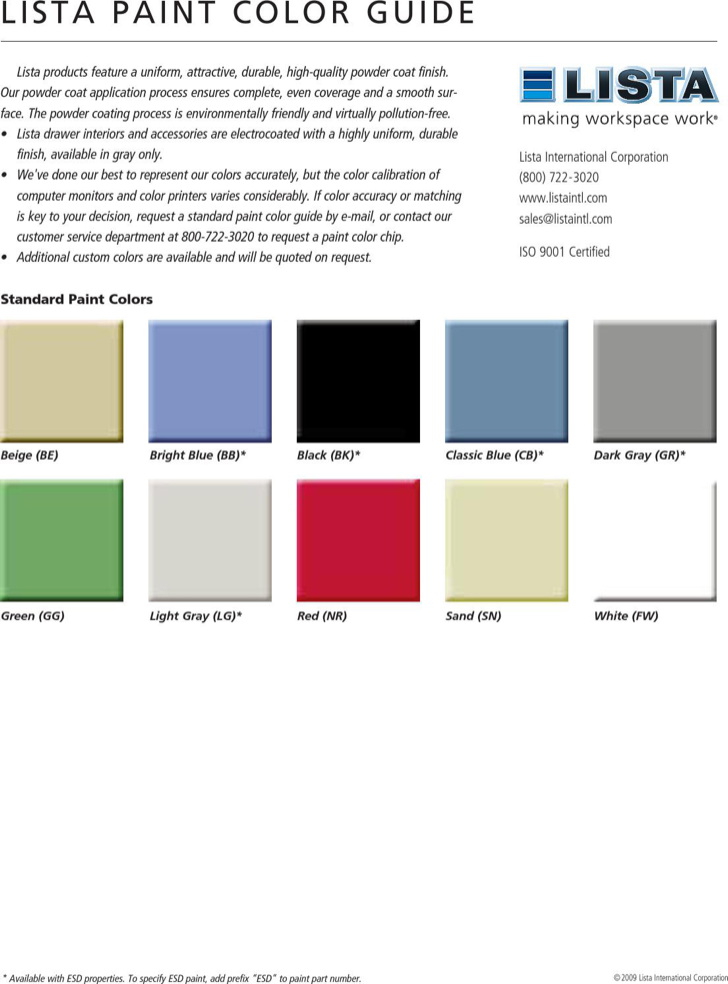 LISTA PAINT COLOR GUIDE
Lista products feature a uniform, attractive, durable, high-quality powder coat finish.
Our powder coat application process ensures complete, even coverage and a smooth sur-
face. The powder coating process is environmentally friendly and virtually pollution-free.
• Lista drawer interiors and accessories are electrocoated with a highly uniform, durable
finish, available in gray only.
• We've done our best to represent our colors accurately, but the color calibration of
computer monitors and color printers varies considerably. If color accuracy or matching
is key to your decision, request a standard paint color guide by e-mail, or contact our
customer service department at 800-722-3020 to request a paint color chip.
• Additional custom colors are available and will be quoted on request.
LISTA
making workspace work®
Lista International Corporation
(800) 722-3020
www.listaintl.com
sales@listaintl.com
ISO 9001 Certified
Standard Paint Colors
Beige (BE)
Bright Blue (BB)*
Black (BK)*
Classic Blue (CB)*
Dark Gray (GR)*
Green (GG)
Light Gray (LG)*
Red (NR)
Sand (SN)
White (FW)
* Available with ESD properties. To specify ESD paint, add prefix "ESD" to paint part number.
©2009 Lista International Corporation